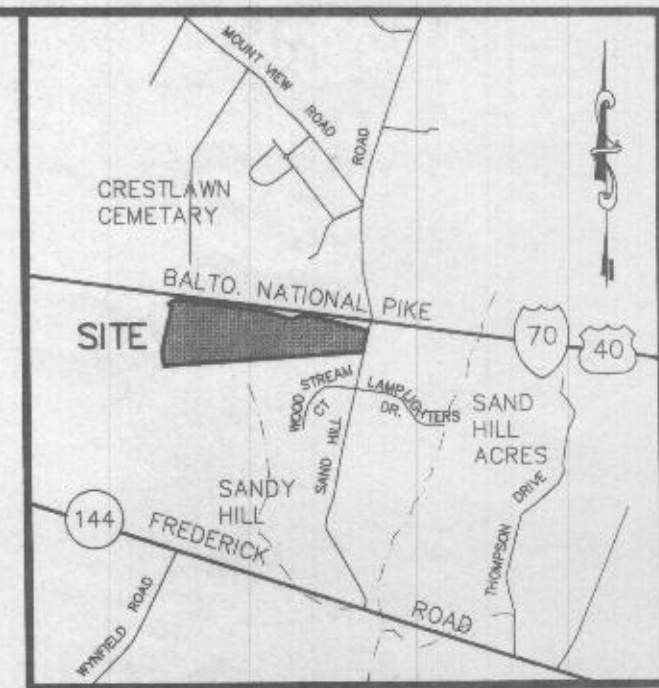 MOUNT VIEW ROAD
ROAD
CRESTLAWN
CEMETARY
BALTO. NATIONAL PIKE
SITE
70
40
WOOD STREAM CT
LAMPLIGHTERS DR.
SAND
HILL
ACRES
SAND HILL
SANDY
HILL
THOMPSON DRIVE
144
FREDERICK ROAD
WYNFIELD ROAD